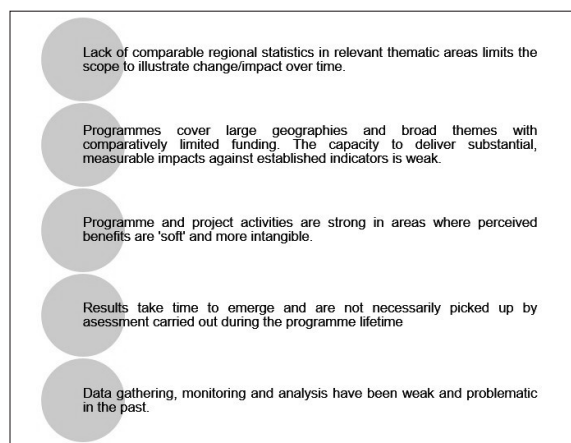 Lack of comparable regional statistics in relevant thematic areas limits the
scope to illustrate change/impact over time.
Programmes cover large geographies and broad themes with
comparatively limited funding. The capacity to deliver substantial,
measurable impacts against established indicators is weak.
Programme and project activities are strong in areas where perceived
benefits are 'soft' and more intangible.
Results take time to emerge and are not necessarily picked up by
asessment carried out during the programme lifetime
Data gathering, monitoring and analysis have been weak and problematic
in the past.